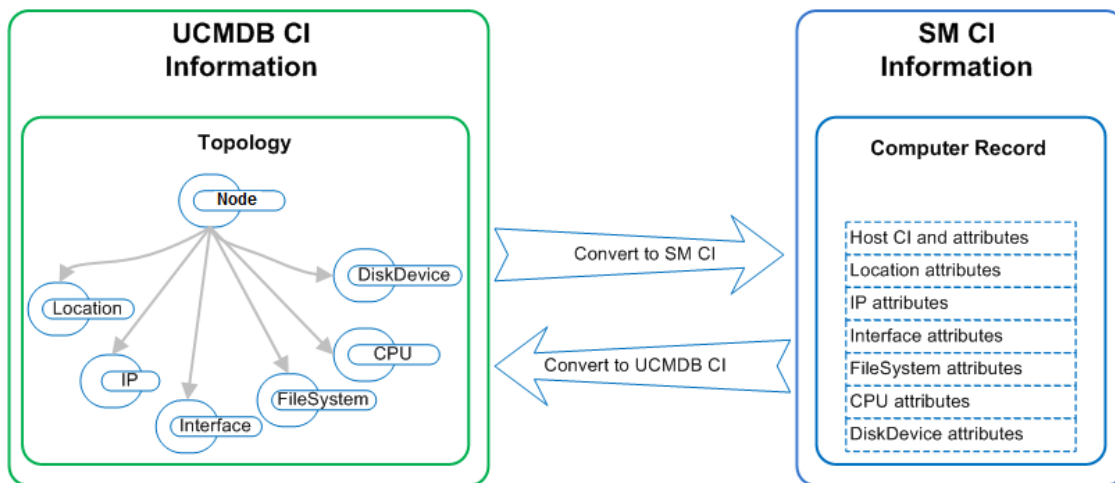 UCMDB CI
Information
Topology
Node
DiskDevice
Location
CPU
IP
FileSystem
Interface
Convert to SM CI
Convert to UCMDB CI
SM CI
Information
Computer Record
Host CI and attributes
Location attributes
IP attributes
Interface attributes
FileSystem attributes
CPU attributes
DiskDevice attributes